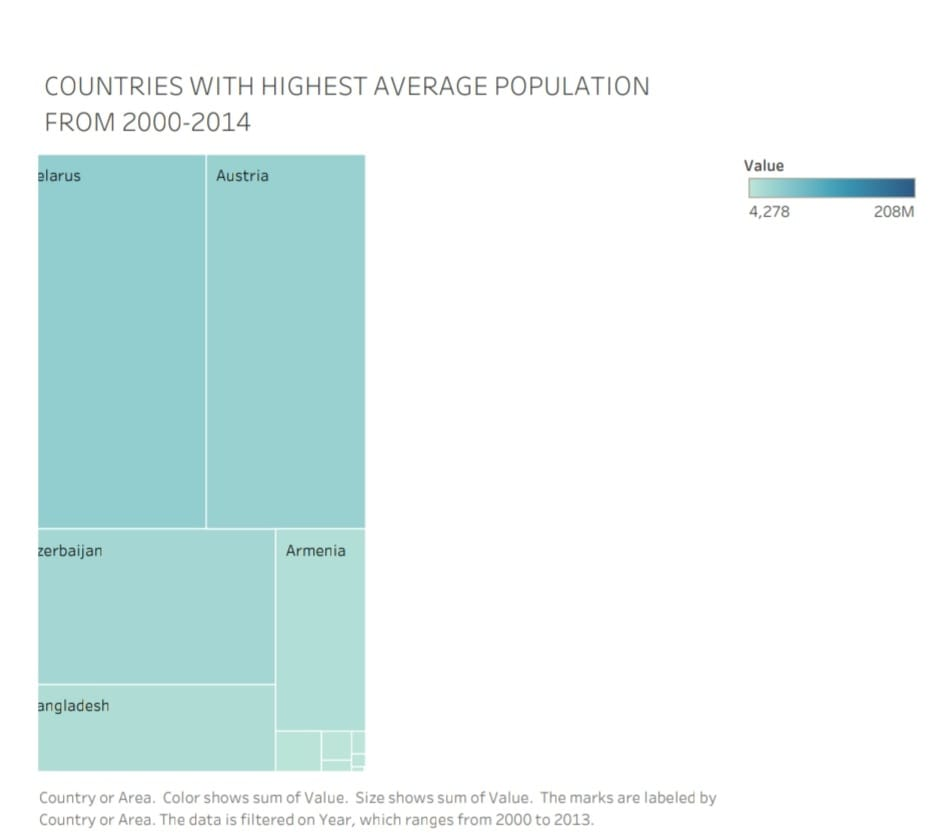 COUNTRIES WITH HIGHEST AVERAGE POPULATION
FROM 2000-2014
elarus
Austria
Value
4,278
208M
zerbaijan
Armenia
angladesh
Country or Area. Color shows sum of Value. Size shows sum of Value. The marks are labeled by
Country or Area. The data is filtered on Year, which ranges from 2000 to 2013.